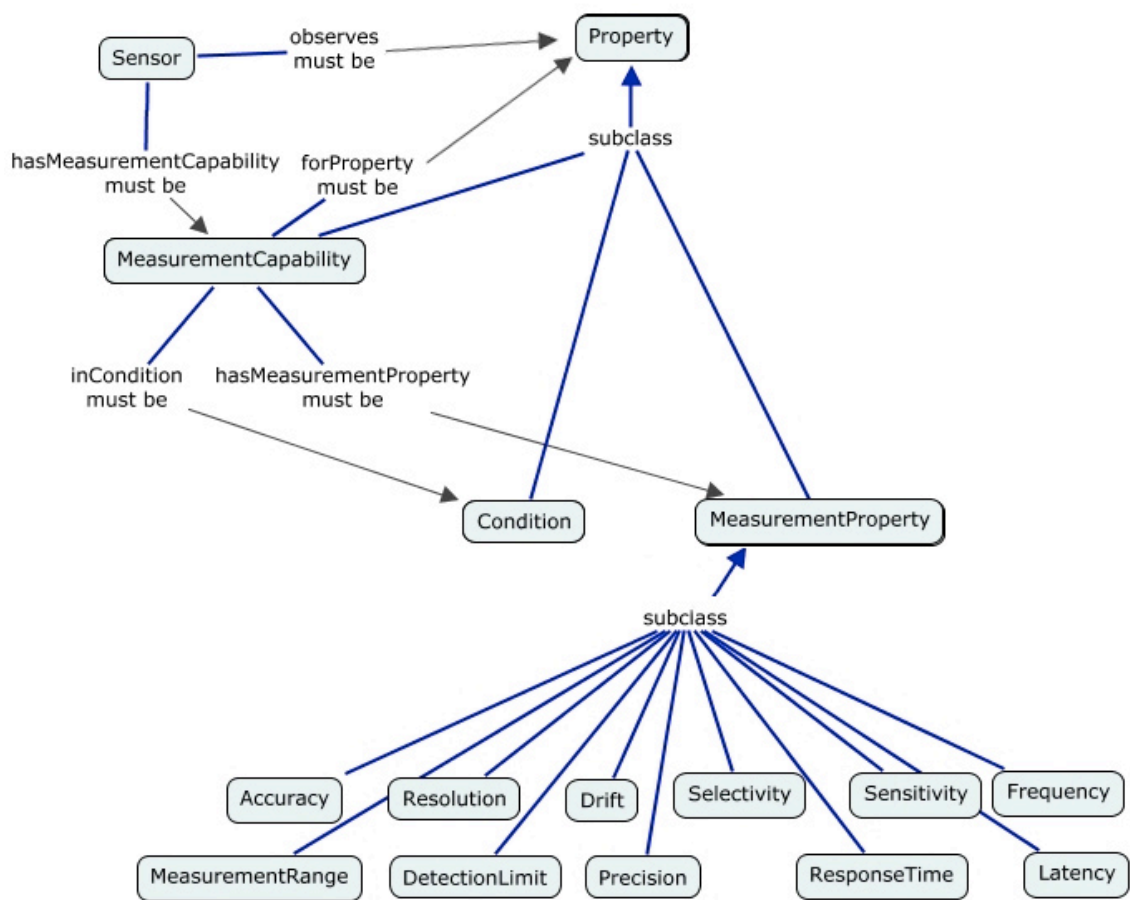 observes
must be
Property
Sensor
subclass
hasMeasurementCapability
must be
forProperty
must be
MeasurementCapability
inCondition
must be
hasMeasurementProperty
must be
Condition
MeasurementProperty
subclass
Accuracy
Resolution
Drift
Selectivity
Sensitivity
Frequency
MeasurementRange
DetectionLimit
Precision
ResponseTime
Latency